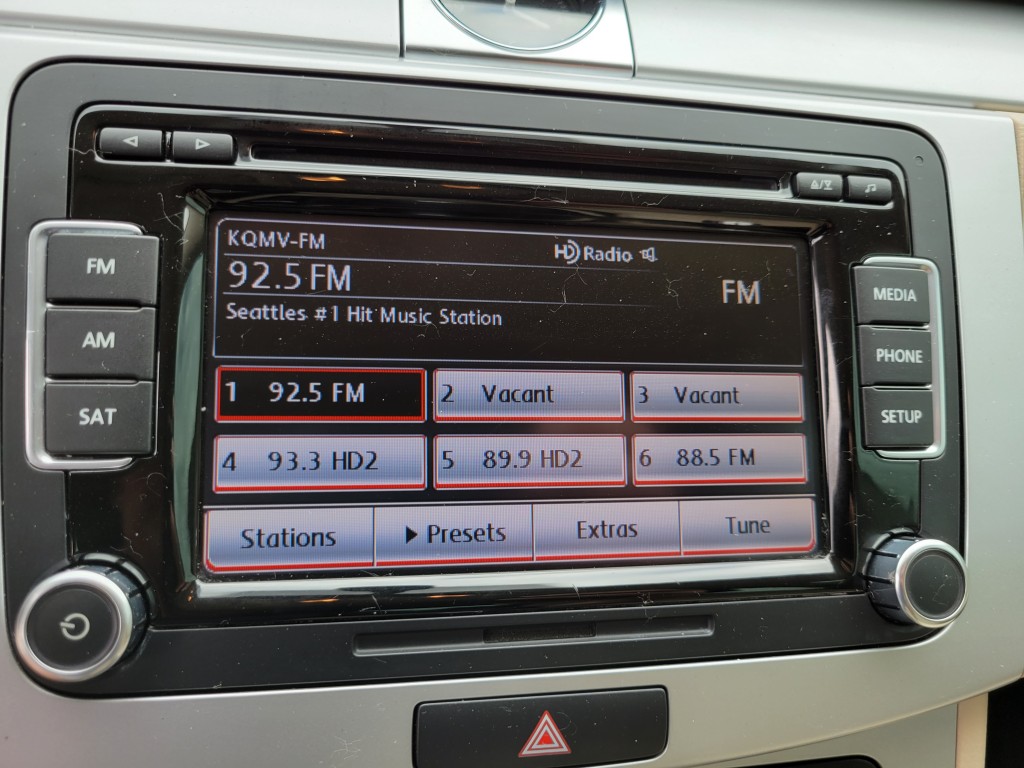 KQMV-FM
HD Radio
92.5 FM
FM
Seattles #1 Hit Music Station
1 92.5 FM
2 Vacant
3 Vacant
4 93.3 HD2
5 89.9 HD2
6 88.5 FM
Stations
Presets
Extras
Tune
FM
AM
SAT
MEDIA
PHONE
SETUP